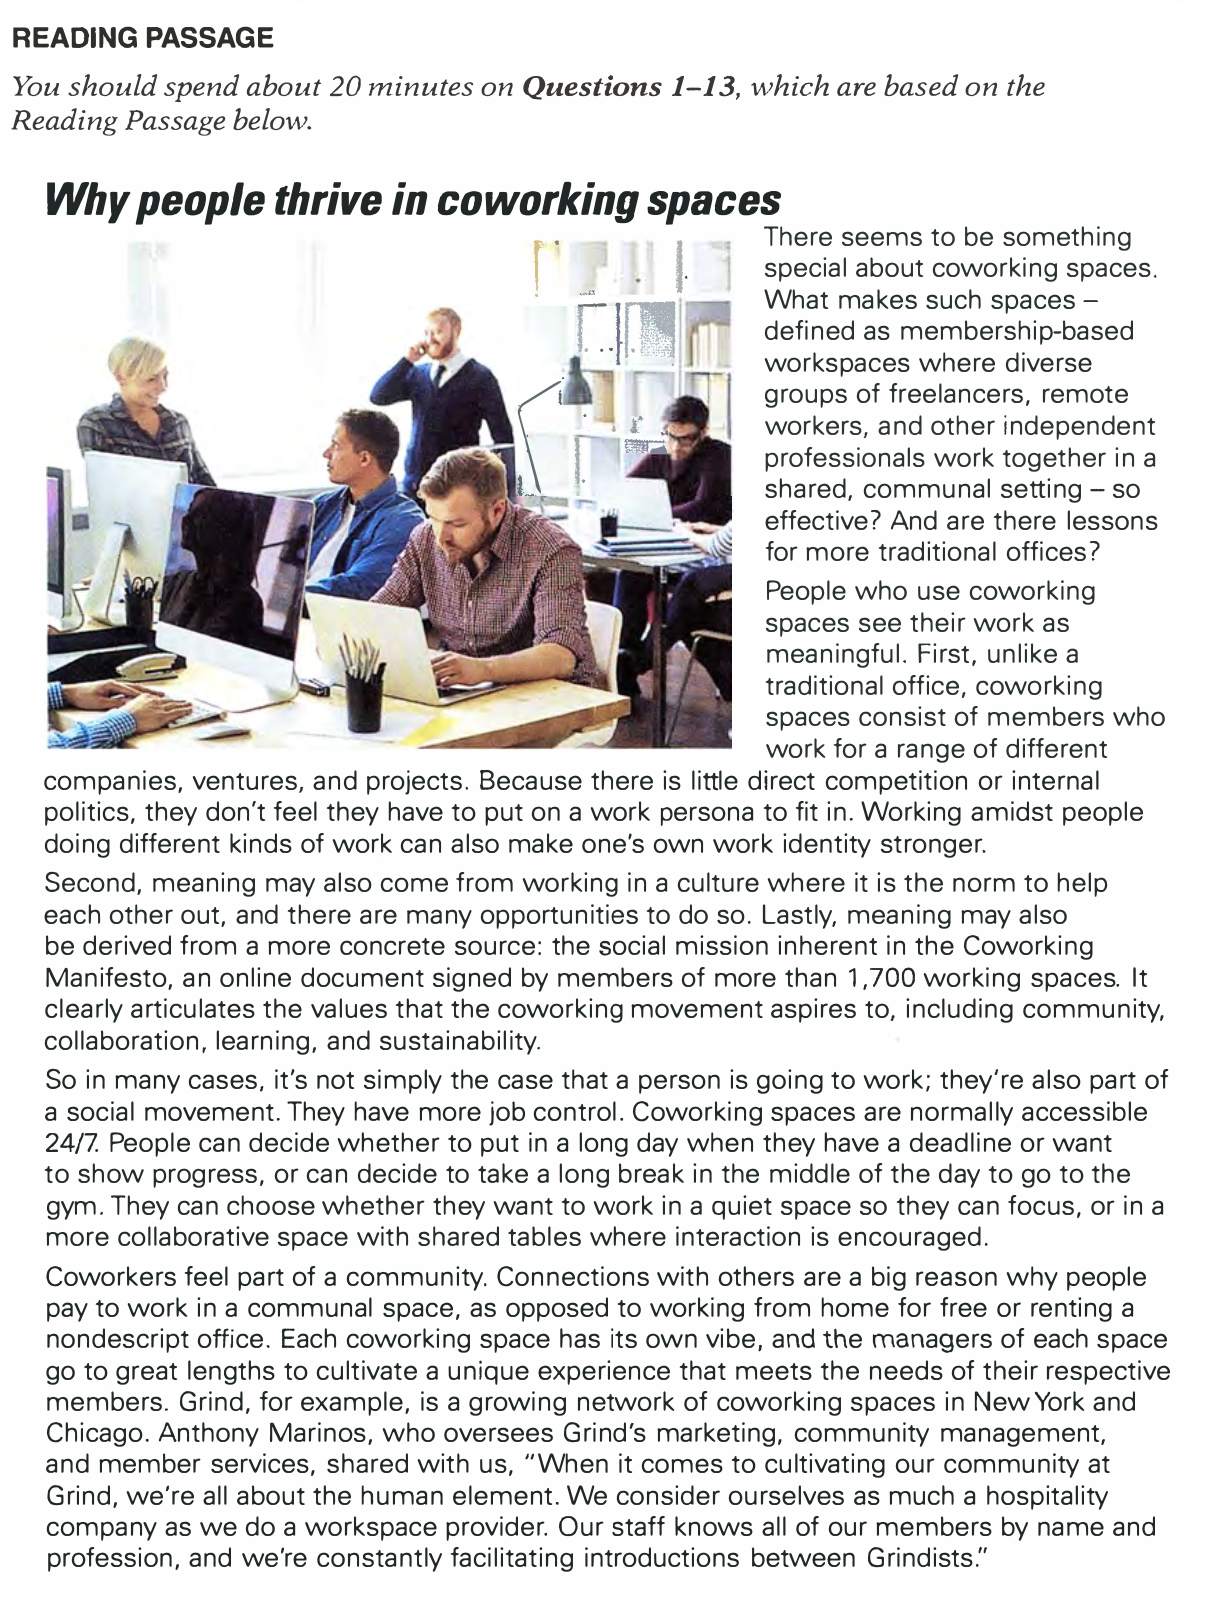 READING PASSAGE
You should spend about 20 minutes on Questions 1–13, which are based on the
Reading Passage below.
Why people thrive in coworking spaces
There seems to be something
special about coworking spaces.
What makes such spaces –
defined as membership-based
workspaces where diverse
groups of freelancers, remote
workers, and other independent
professionals work together in a
shared, communal setting – so
effective? And are there lessons
for more traditional offices?
People who use coworking
spaces see their work as
meaningful. First, unlike a
traditional office, coworking
spaces consist of members who
work for a range of different
companies, ventures, and projects. Because there is little direct competition or internal
politics, they don't feel they have to put on a work persona to fit in. Working amidst people
doing different kinds of work can also make one's own work identity stronger.
Second, meaning may also come from working in a culture where it is the norm to help
each other out, and there are many opportunities to do so. Lastly, meaning may also
be derived from a more concrete source: the social mission inherent in the Coworking
Manifesto, an online document signed by members of more than 1,700 working spaces. It
clearly articulates the values that the coworking movement aspires to, including community,
collaboration, learning, and sustainability.
So in many cases, it's not simply the case that a person is going to work; they're also part of
a social movement. They have more job control. Coworking spaces are normally accessible
24/7. People can decide whether to put in a long day when they have a deadline or want
to show progress, or can decide to take a long break in the middle of the day to go to the
gym. They can choose whether they want to work in a quiet space so they can focus, or in a
more collaborative space with shared tables where interaction is encouraged.
Coworkers feel part of a community. Connections with others are a big reason why people
pay to work in a communal space, as opposed to working from home for free or renting a
nondescript office. Each coworking space has its own vibe, and the managers of each space
go to great lengths to cultivate a unique experience that meets the needs of their respective
members. Grind, for example, is a growing network of coworking spaces in New York and
Chicago. Anthony Marinos, who oversees Grind's marketing, community management,
and member services, shared with us, "When it comes to cultivating our community at
Grind, we're all about the human element. We consider ourselves as much a hospitality
company as we do a workspace provider. Our staff knows all of our members by name and
profession, and we're constantly facilitating introductions between Grindists."